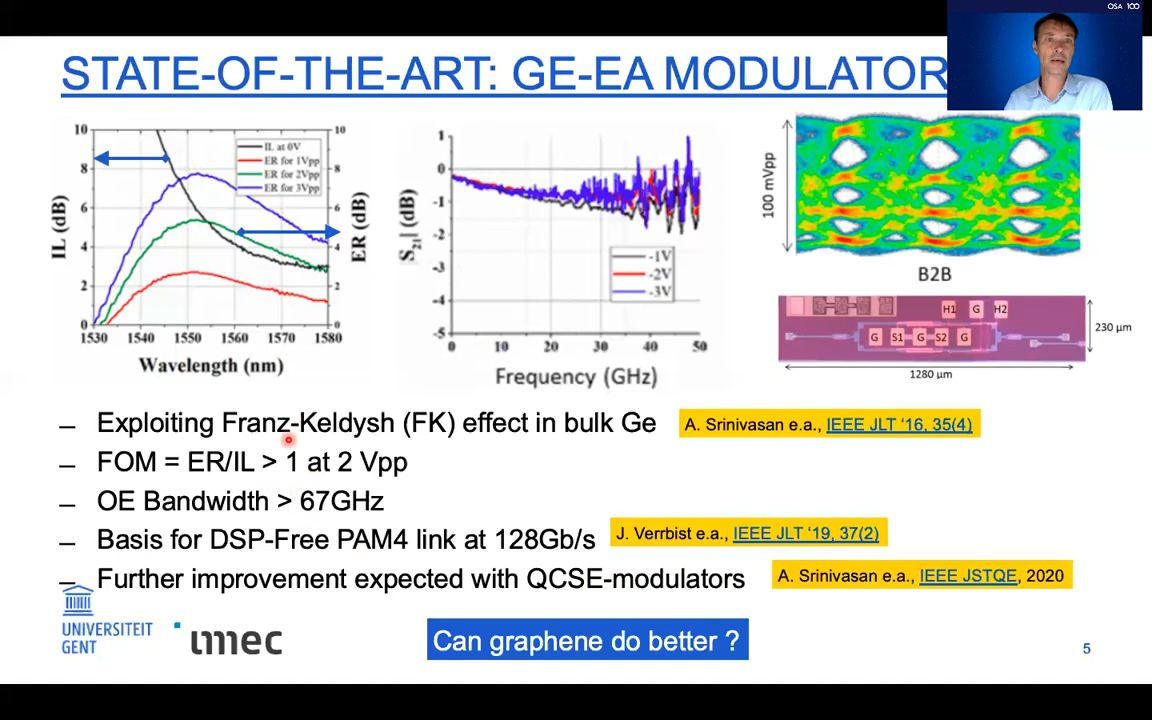 OSA 100
STATE-OF-THE-ART: GE-EA MODULATOR
10
8
6
4
2
0
IL (dB)
IL at 0V
ER for 1Vpp
ER for 2Vpp
ER for 3Vpp
10
8
6
4
2
0
ER (dB)
1530 1540 1550 1560 1570 1580
Wavelength (nm)
1
0
-1
-2
-3
-4
-5
S21| (dB)
-1V
-2V
-3V
0 10 20 30 40 50
Frequency (GHz)
100 mVpp
B2B
H1 G H2
G S1 G S2 G
230 µm
1280 µm
– Exploiting Franz-Keldysh (FK) effect in bulk Ge
A. Srinivasan e.a., IEEE JLT ‘16, 35(4)
– FOM = ER/IL > 1 at 2 Vpp
– OE Bandwidth > 67GHz
– Basis for DSP-Free PAM4 link at 128Gb/s
J. Verrbist e.a., IEEE JLT ‘19, 37(2)
– Further improvement expected with QCSE-modulators
A. Srinivasan e.a., IEEE JSTQE, 2020
UNIVERSITEIT
GENT
imec
Can graphene do better ?
5